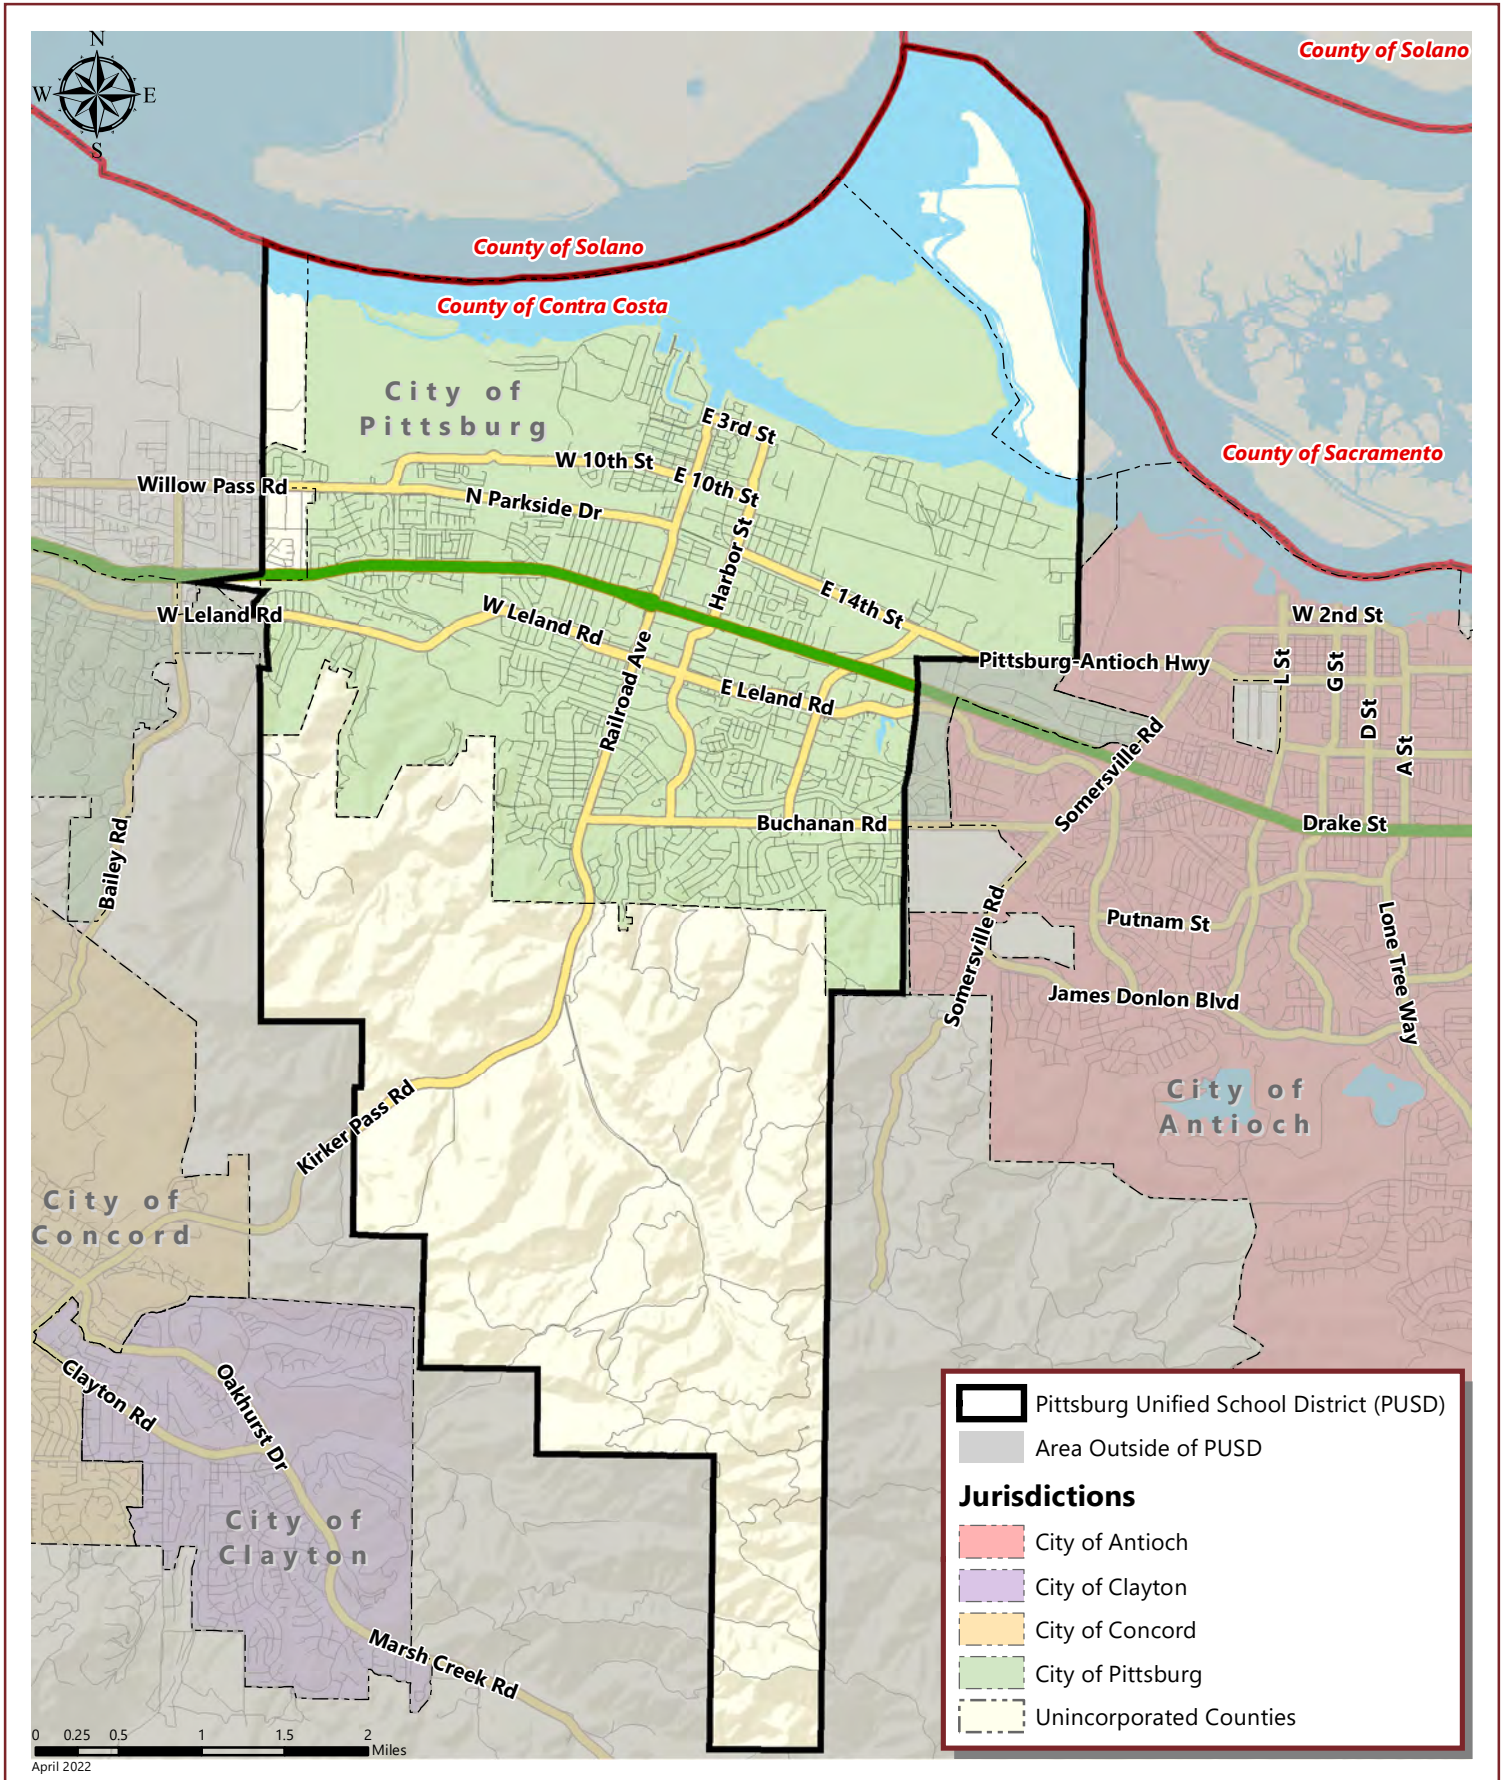 N
W
E
S
County of Solano
County of Solano
County of Contra Costa
City of
Pittsburg
E 3rd St
W 10th St
E 10th St
County of Sacramento
Willow Pass Rd
N Parkside Dr
Harbor St
E 14th St
W Leland Rd
W Leland Rd
W 2nd St
Pittsburg-Antioch Hwy
L St
G St
D St
A St
Railroad Ave
E Leland Rd
Somersville Rd
Buchanan Rd
Drake St
Bailey Rd
Putnam St
Lone Tree Way
Somersville Rd
James Donlon Blvd
City of
Antioch
Kirker Pass Rd
City of
Concord
Clayton Rd
Oakhurst Dr
City of
Clayton
Marsh Creek Rd
Pittsburg Unified School District (PUSD)
Area Outside of PUSD
Jurisdictions
City of Antioch
City of Clayton
City of Concord
City of Pittsburg
Unincorporated Counties
0 0.25 0.5 1 1.5 2
Miles
April 2022